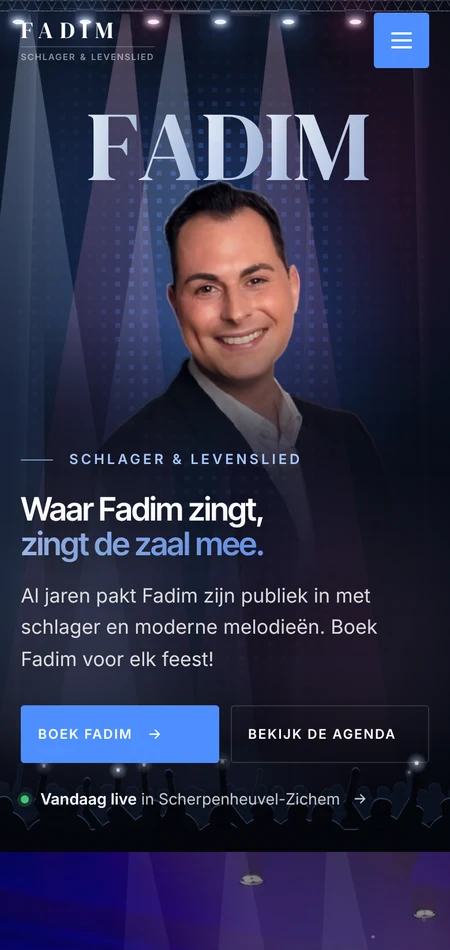 FADIM
SCHLAGER & LEVENSLIED
FADIM
SCHLAGER & LEVENSLIED
Waar Fadim zingt,
zingt de zaal mee.
Al jaren pakt Fadim zijn publiek in met
schlager en moderne melodieën. Boek
Fadim voor elk feest!
BOEK FADIM →
BEKIJK DE AGENDA
Vandaag live in Scherpenheuvel-Zichem →